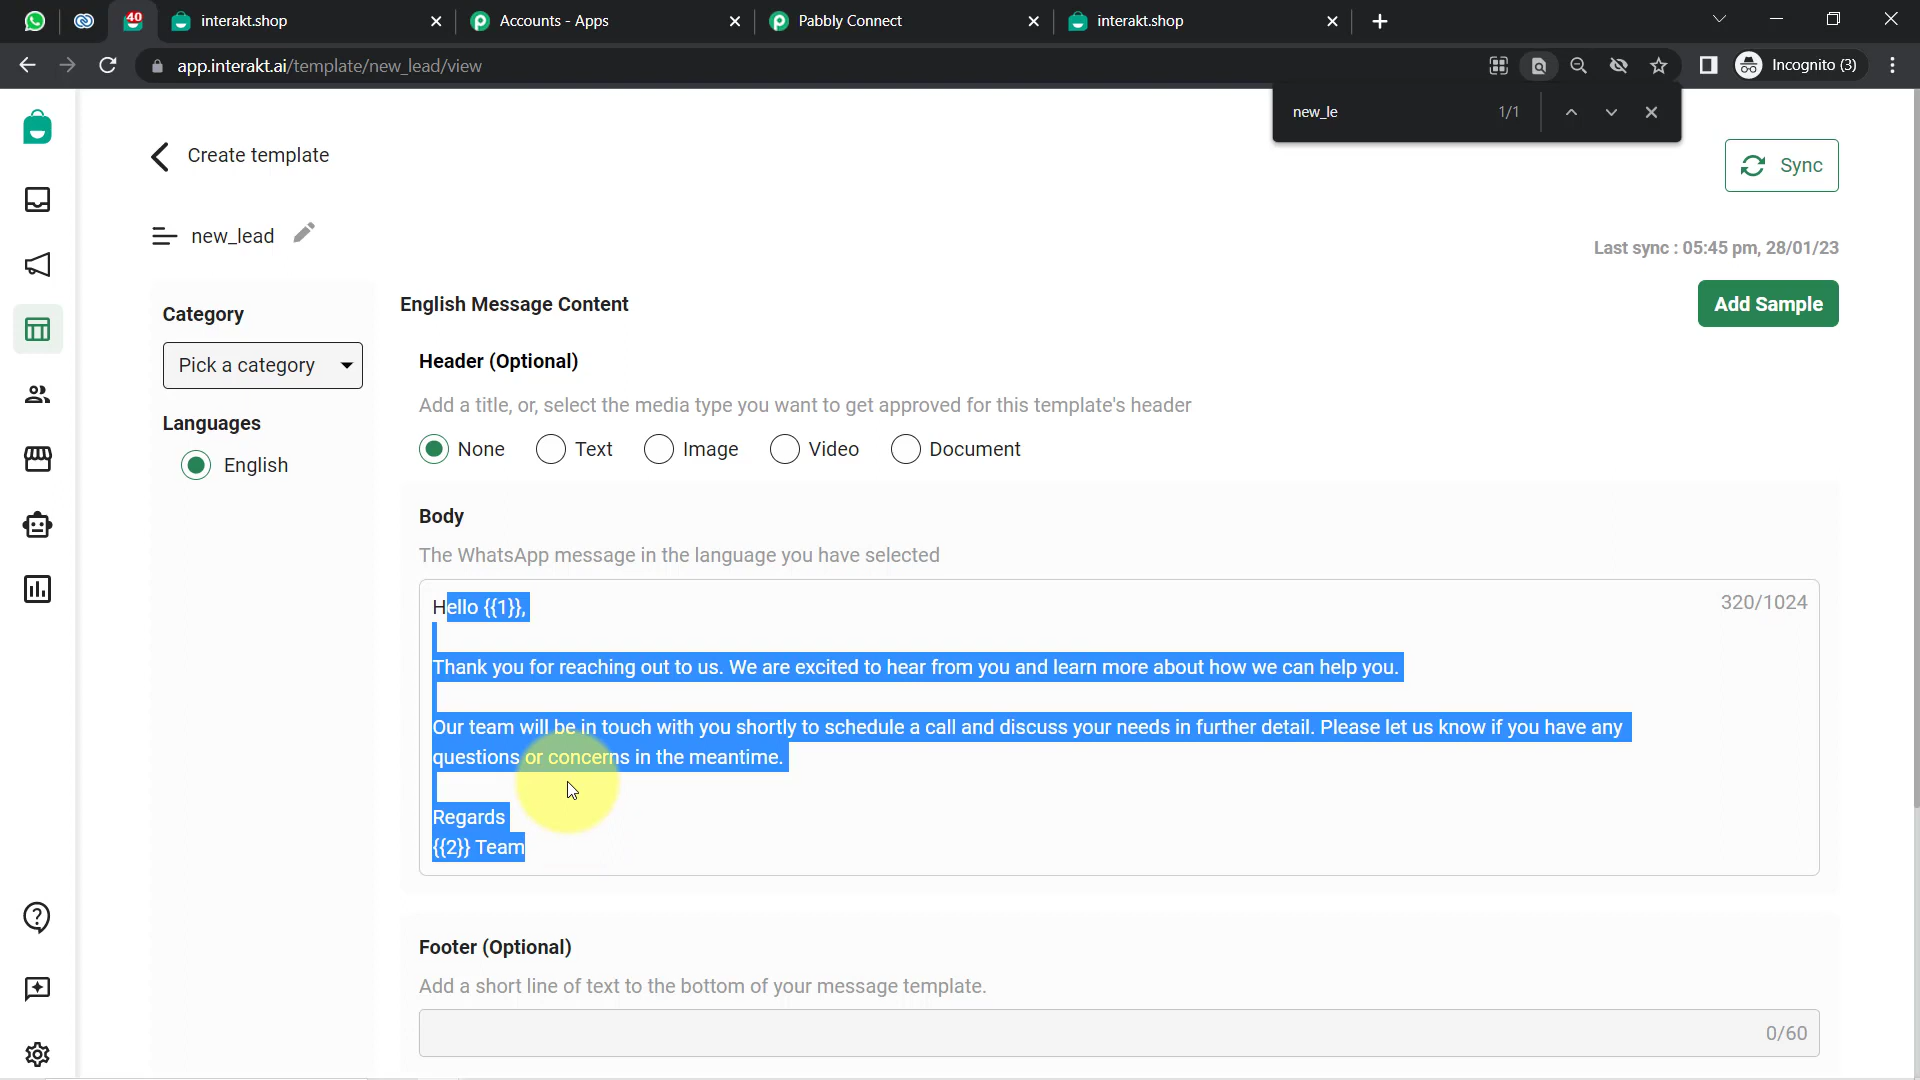 40
interakt.shop
Accounts - Apps
Pabbly Connect
interakt.shop
app.interakt.ai/template/new_lead/view
Incognito (3)
new_le
1/1
Create template
Sync
new_lead
Last sync : 05:45 pm, 28/01/23
Category
Pick a category
Languages
English
English Message Content
Add Sample
Header (Optional)
Add a title, or, select the media type you want to get approved for this template's header
None
Text
Image
Video
Document
Body
The WhatsApp message in the language you have selected
320/1024
Hello {{1}},
Thank you for reaching out to us. We are excited to hear from you and learn more about how we can help you.
Our team will be in touch with you shortly to schedule a call and discuss your needs in further detail. Please let us know if you have any
questions or concerns in the meantime.
Regards
{{2}} Team
Footer (Optional)
Add a short line of text to the bottom of your message template.
0/60